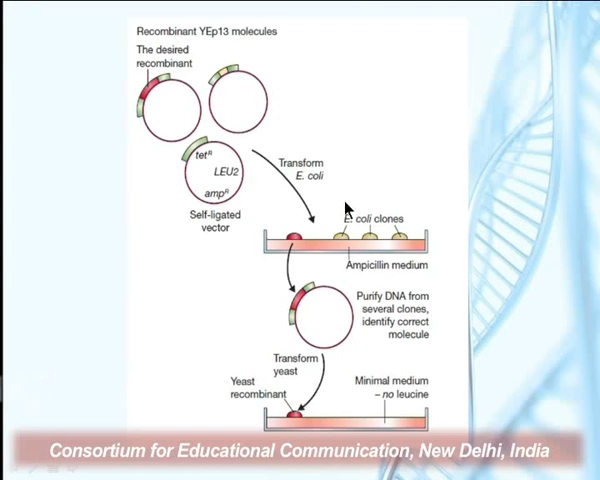 Recombinant YEp13 molecules
The desired
recombinant
tetR
LEU2
ampR
Self-ligated
vector
Transform
E. coli
E. coli clones
Ampicillin medium
Purify DNA from
several clones,
identify correct
molecule
Transform
yeast
Yeast
recombinant
Minimal medium
– no leucine
Consortium for Educational Communication, New Delhi, India